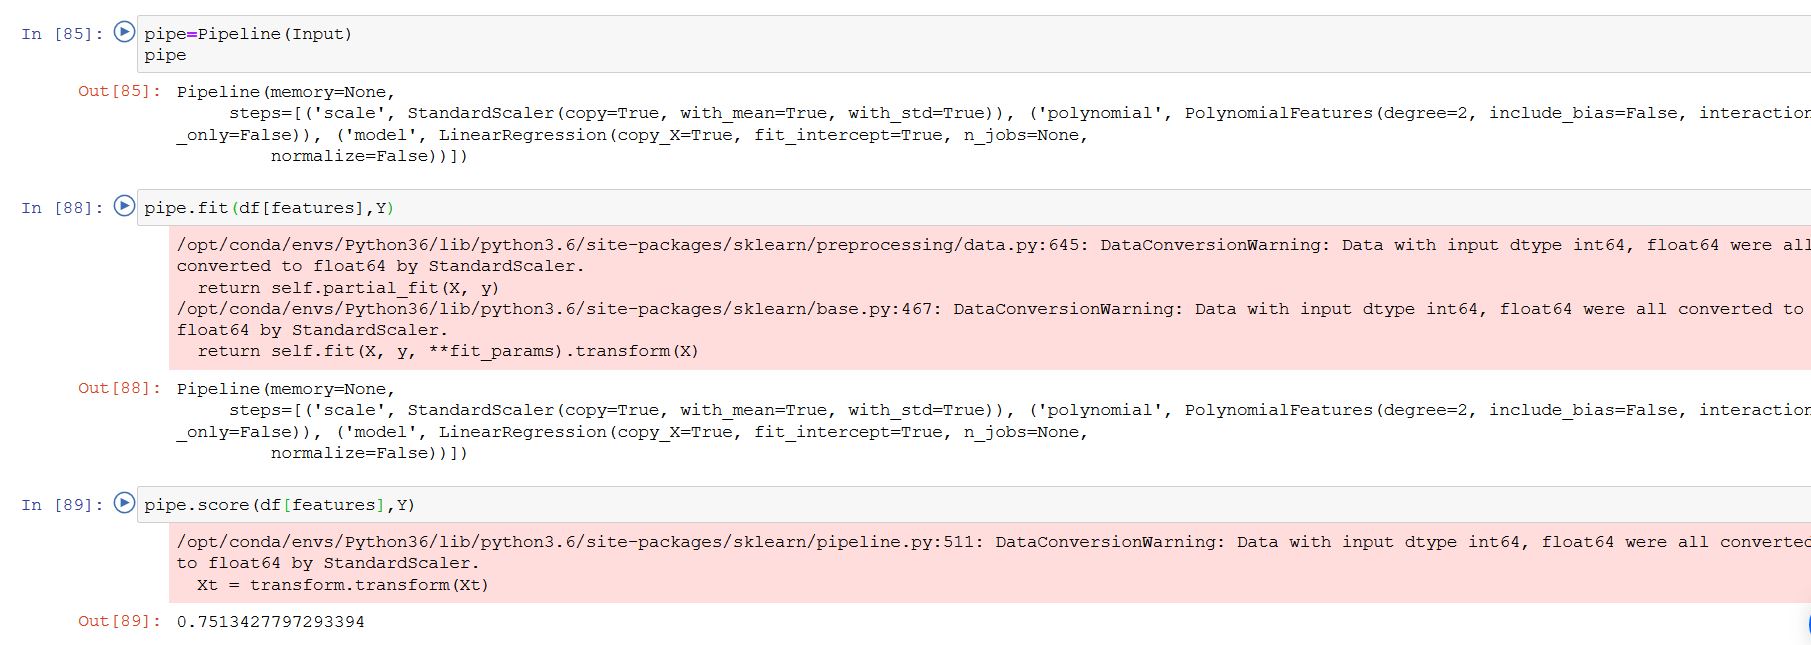 In [85]: pipe=Pipeline(Input)
pipe
Out[85]: Pipeline(memory=None,
steps=[('scale', StandardScaler(copy=True, with_mean=True, with_std=True)), ('polynomial', PolynomialFeatures(degree=2, include_bias=False, interaction
_only=False)), ('model', LinearRegression(copy_X=True, fit_intercept=True, n_jobs=None,
normalize=False))])
In [88]: pipe.fit(df[features],Y)
/opt/conda/envs/Python36/lib/python3.6/site-packages/sklearn/preprocessing/data.py:645: DataConversionWarning: Data with input dtype int64, float64 were all
converted to float64 by StandardScaler.
return self.partial_fit(X, y)
/opt/conda/envs/Python36/lib/python3.6/site-packages/sklearn/base.py:467: DataConversionWarning: Data with input dtype int64, float64 were all converted to
float64 by StandardScaler.
return self.fit(X, y, **fit_params).transform(X)
Out[88]: Pipeline(memory=None,
steps=[('scale', StandardScaler(copy=True, with_mean=True, with_std=True)), ('polynomial', PolynomialFeatures(degree=2, include_bias=False, interaction
_only=False)), ('model', LinearRegression(copy_X=True, fit_intercept=True, n_jobs=None,
normalize=False))])
In [89]: pipe.score(df[features],Y)
/opt/conda/envs/Python36/lib/python3.6/site-packages/sklearn/pipeline.py:511: DataConversionWarning: Data with input dtype int64, float64 were all converted
to float64 by StandardScaler.
Xt = transform.transform(Xt)
Out[89]: 0.7513427797293394